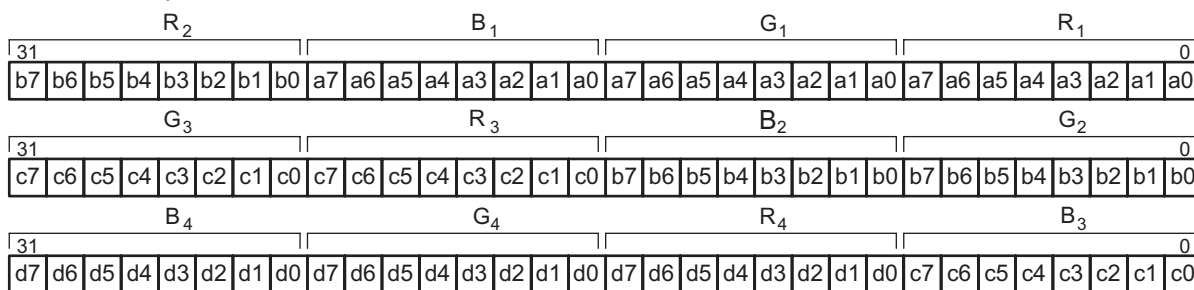 R2 B1 G1 R1
31 0
b7 b6 b5 b4 b3 b2 b1 b0 a7 a6 a5 a4 a3 a2 a1 a0 a7 a6 a5 a4 a3 a2 a1 a0 a7 a6 a5 a4 a3 a2 a1 a0
G3 R3 B2 G2
31 0
c7 c6 c5 c4 c3 c2 c1 c0 c7 c6 c5 c4 c3 c2 c1 c0 b7 b6 b5 b4 b3 b2 b1 b0 b7 b6 b5 b4 b3 b2 b1 b0
B4 G4 R4 B3
31 0
d7 d6 d5 d4 d3 d2 d1 d0 d7 d6 d5 d4 d3 d2 d1 d0 d7 d6 d5 d4 d3 d2 d1 d0 c7 c6 c5 c4 c3 c2 c1 c0